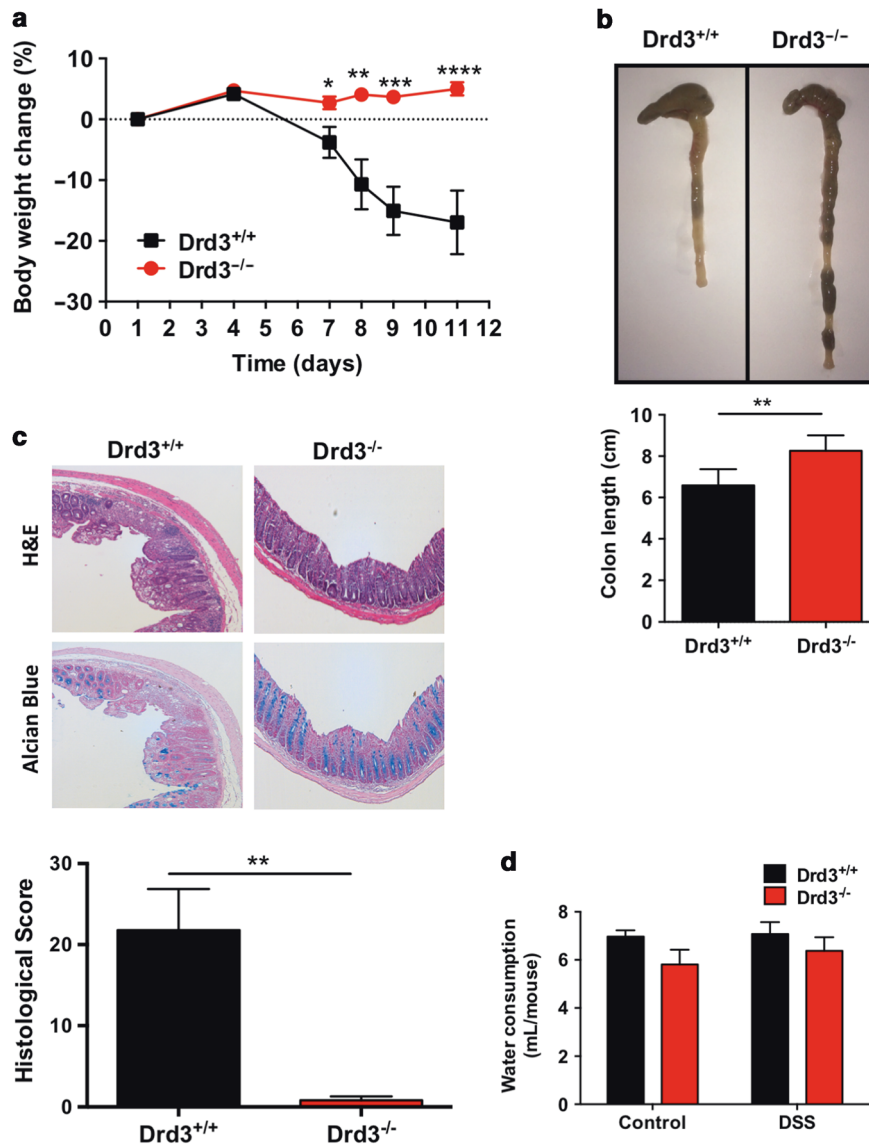 a
Body weight change (%)
10
0
−10
−20
−30
* ** *** ****
Drd3+/+
Drd3−/−
0 1 2 3 4 5 6 7 8 9 10 11 12
Time (days)
b
Drd3+/+ Drd3−/−
Colon length (cm)
**
10
8
6
4
2
0
Drd3+/+ Drd3-/-
c
Drd3+/+ Drd3-/-
H&E
Alcian Blue
Histological Score
**
30
20
10
0
Drd3+/+ Drd3-/-
d
Drd3+/+
Drd3-/-
Water consumption
(mL/mouse)
8
6
4
2
0
Control DSS